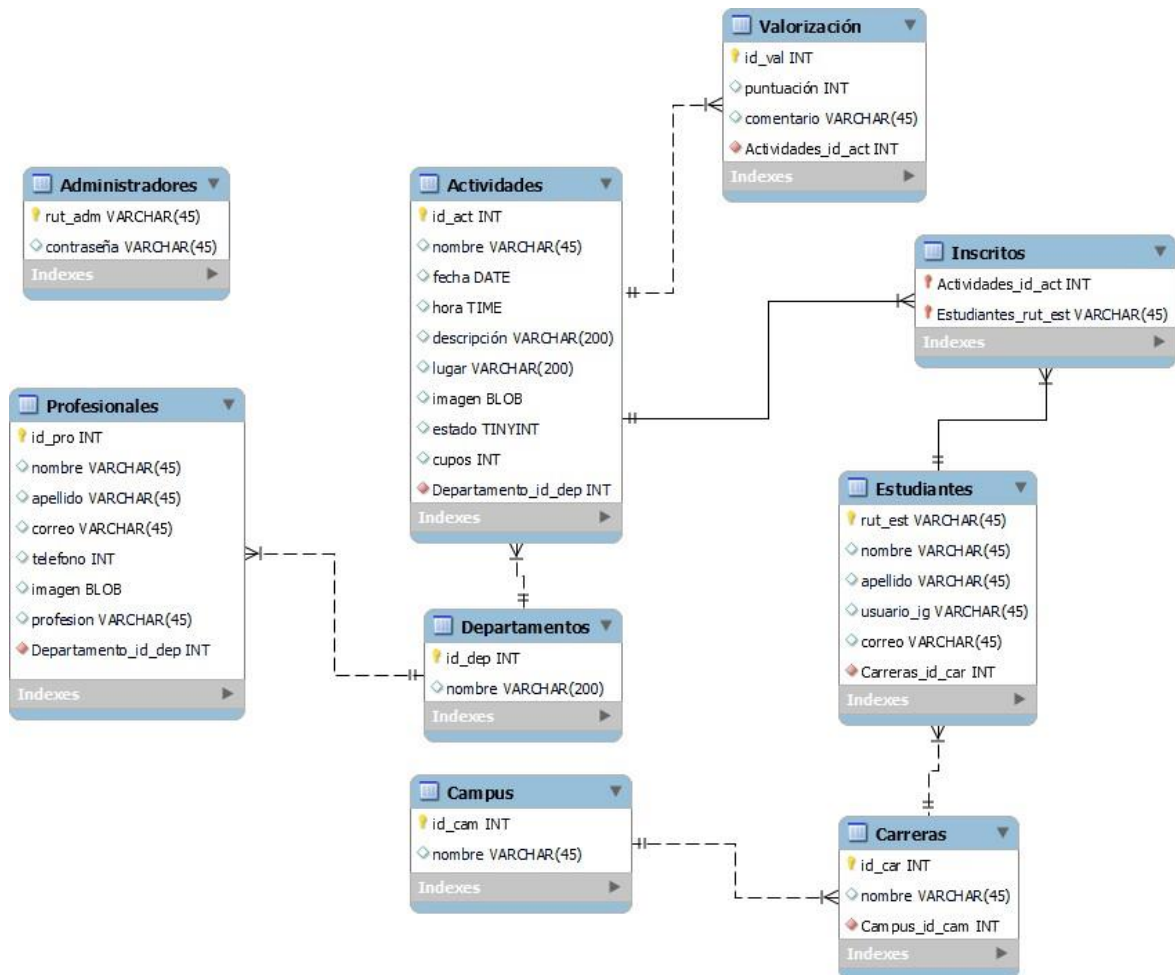 Valorización
id_val INT
puntuación INT
comentario VARCHAR(45)
Actividades_id_act INT
Indexes
Administradores
rut_adm VARCHAR(45)
contraseña VARCHAR(45)
Indexes
Actividades
id_act INT
nombre VARCHAR(45)
fecha DATE
hora TIME
descripción VARCHAR(200)
lugar VARCHAR(200)
imagen BLOB
estado TINYINT
cupos INT
Departamento_id_dep INT
Indexes
Inscritos
Actividades_id_act INT
Estudiantes_rut_est VARCHAR(45)
Indexes
Profesionales
id_pro INT
nombre VARCHAR(45)
apellido VARCHAR(45)
correo VARCHAR(45)
telefono INT
imagen BLOB
profesion VARCHAR(45)
Departamento_id_dep INT
Indexes
Estudiantes
rut_est VARCHAR(45)
nombre VARCHAR(45)
apellido VARCHAR(45)
usuario_ig VARCHAR(45)
correo VARCHAR(45)
Carreras_id_car INT
Indexes
Departamentos
id_dep INT
nombre VARCHAR(200)
Indexes
Campus
id_cam INT
nombre VARCHAR(45)
Indexes
Carreras
id_car INT
nombre VARCHAR(45)
Campus_id_cam INT
Indexes